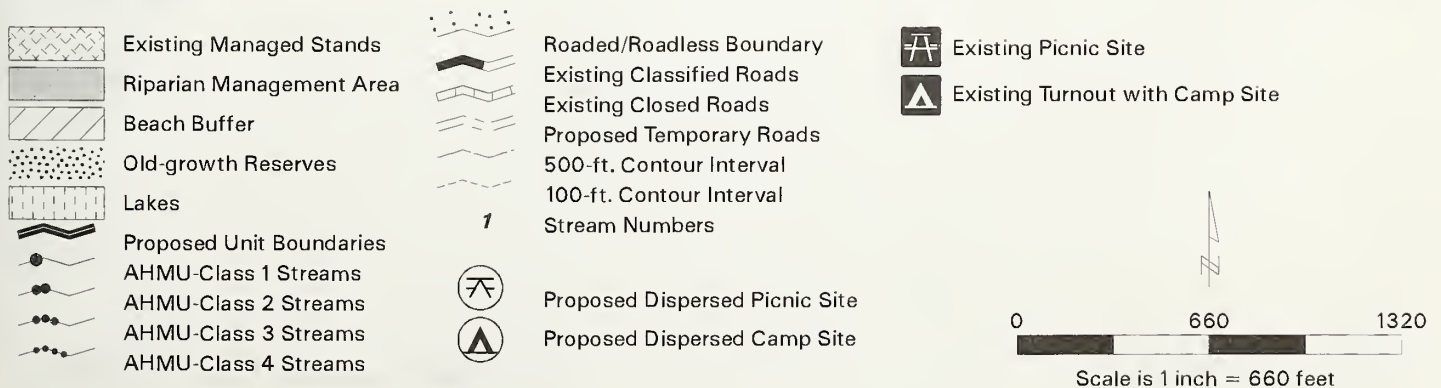 Existing Managed Stands
Riparian Management Area
Beach Buffer
Old-growth Reserves
Lakes
Proposed Unit Boundaries
AHMU-Class 1 Streams
AHMU-Class 2 Streams
AHMU-Class 3 Streams
AHMU-Class 4 Streams
Roaded/Roadless Boundary
Existing Classified Roads
Existing Closed Roads
Proposed Temporary Roads
500-ft. Contour Interval
100-ft. Contour Interval
1 Stream Numbers
Proposed Dispersed Picnic Site
Proposed Dispersed Camp Site
Existing Picnic Site
Existing Turnout with Camp Site
N
0 660 1320
Scale is 1 inch = 660 feet